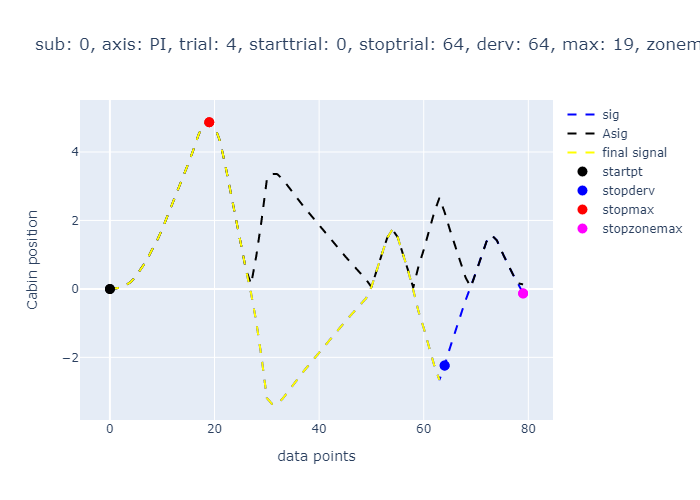 sub: 0, axis: PI, trial: 4, starttrial: 0, stoptrial: 64, derv: 64, max: 19, zonem
sig
Asig
final signal
startpt
stopderv
stopmax
stopzonemax
Cabin position
4
2
0
−2
0
20
40
60
80
data points